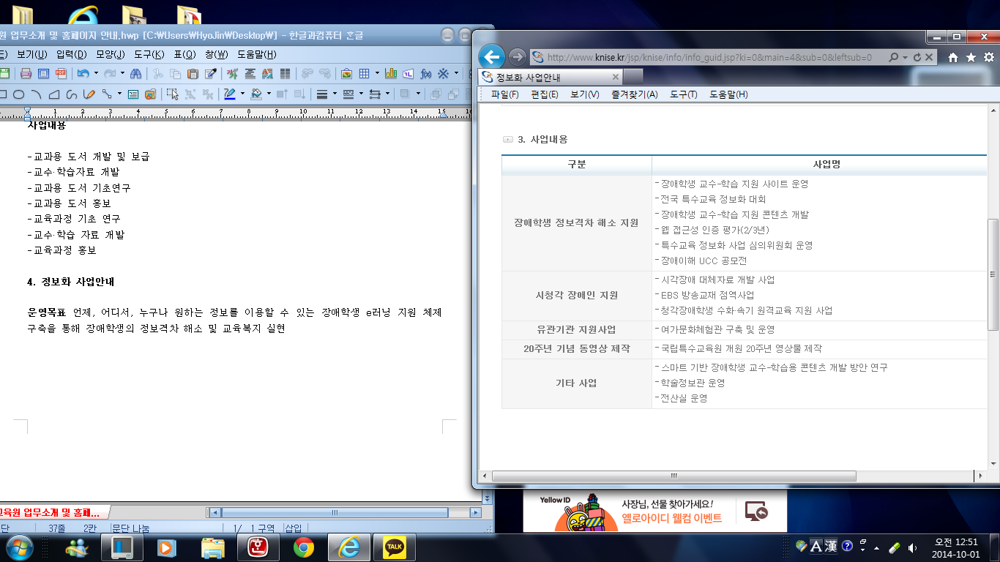 원 업무소개 및 홈페이지 안내.hwp [C:\Users\HyoJin\Desktop\] - 한글과컴퓨터 한글
보기(U) 입력(D) 모양(J) 도구(K) 표(Q) 창(W) 도움말(H)
1 2 3 4 5 6 7 8 9 10 11 12 13 14 15 16
사업내용
-교과용 도서 개발 및 보급
-교수·학습자료 개발
-교과용 도서 기초연구
-교과용 도서 홍보
-교육과정 기초 연구
-교수·학습 자료 개발
-교육과정 홍보
4. 정보화 사업안내
운영목표 언제, 어디서, 누구나 원하는 정보를 이용할 수 있는 장애학생 e러닝 지원 체제
구축을 통해 장애학생의 정보격차 해소 및 교육복지 실현
교육원 업무소개 및 홈페...
단 37줄 2칸 문단 나눔 1/ 1 구역 삽입
http://www.knise.kr/jsp/knise/info/info_guid.jsp?ki=0&main=4&sub=0&leftsub=0
정보화 사업안내
파일(F) 편집(E) 보기(V) 즐겨찾기(A) 도구(T) 도움말(H)
3. 사업내용
구분 사업명
장애학생 정보격차 해소 지원
- 장애학생 교수-학습 지원 사이트 운영
- 전국 특수교육 정보화 대회
- 장애학생 교수-학습 지원 콘텐츠 개발
- 웹 접근성 인증 평가(2/3년)
- 특수교육 정보화 사업 심의위원회 운영
- 장애이해 UCC 공모전
시청각 장애인 지원
- 시각장애 대체자료 개발 사업
- EBS 방송교재 점역사업
- 청각장애학생 수화·속기 원격교육 지원 사업
유관기관 지원사업
- 여가문화체험관 구축 및 운영
20주년 기념 동영상 제작
- 국립특수교육원 개원 20주년 영상물 제작
기타 사업
- 스마트 기반 장애학생 교수-학습용 콘텐츠 개발 방안 연구
- 학술정보관 운영
- 전산실 운영
Yellow ID
사장님, 선물 찾아가세요!
옐로아이디 웰컴 이벤트
TALK
A 漢
오전 12:51
2014-10-01